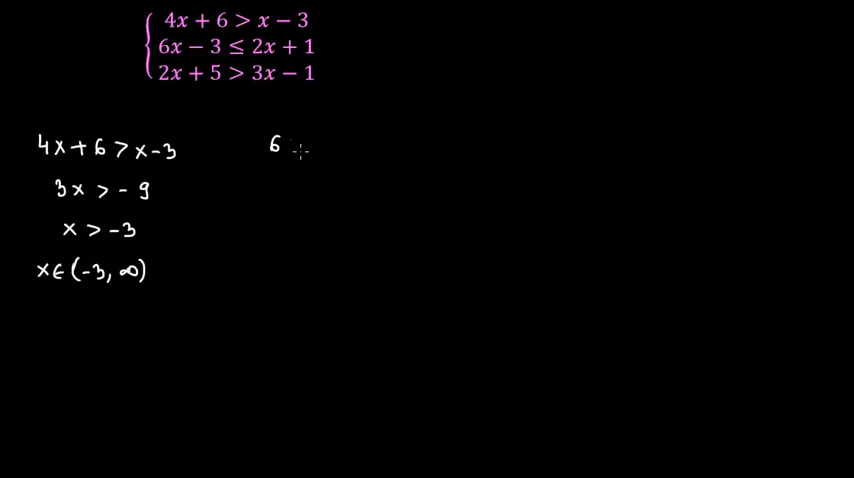 4x + 6 > x − 3
6x − 3 ≤ 2x + 1
2x + 5 > 3x − 1
4x + 6 > x - 3
6
3x > - 9
x > -3
x ∈ (-3, ∞)